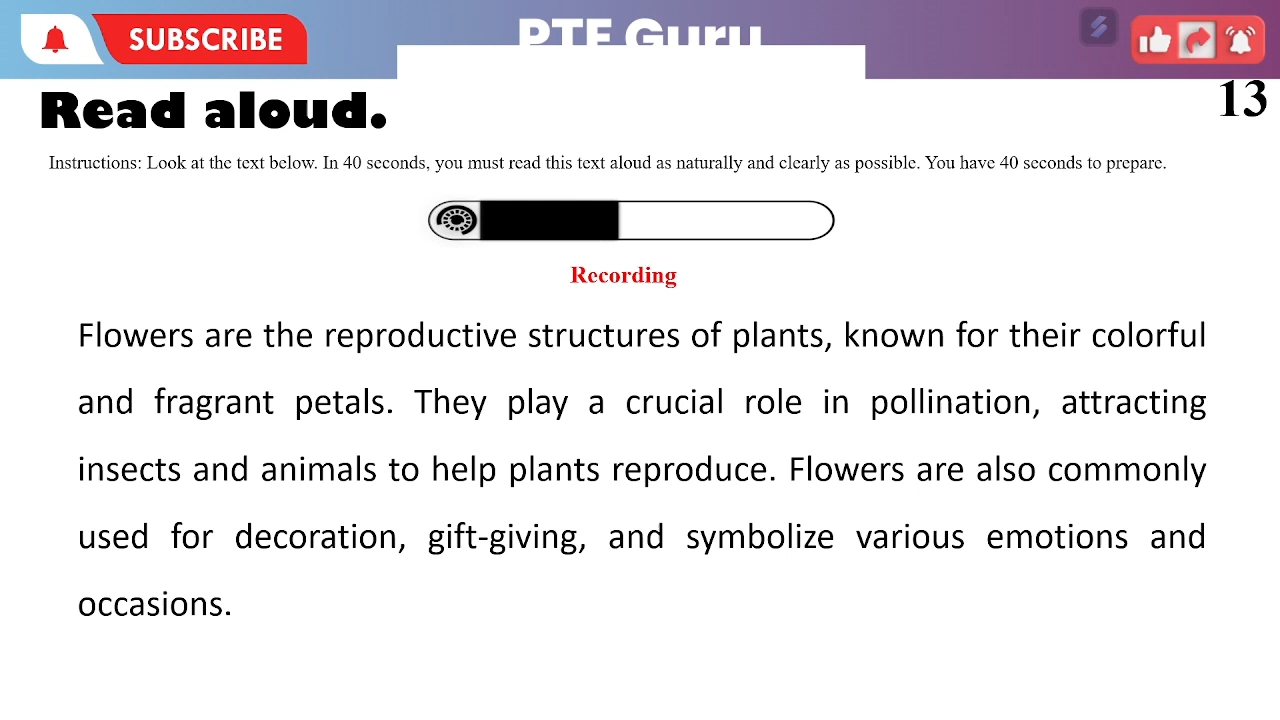 SUBSCRIBE
PTE Guru
Read aloud.
13
Instructions: Look at the text below. In 40 seconds, you must read this text aloud as naturally and clearly as possible. You have 40 seconds to prepare.
Recording
Flowers are the reproductive structures of plants, known for their colorful
and fragrant petals. They play a crucial role in pollination, attracting
insects and animals to help plants reproduce. Flowers are also commonly
used for decoration, gift-giving, and symbolize various emotions and
occasions.